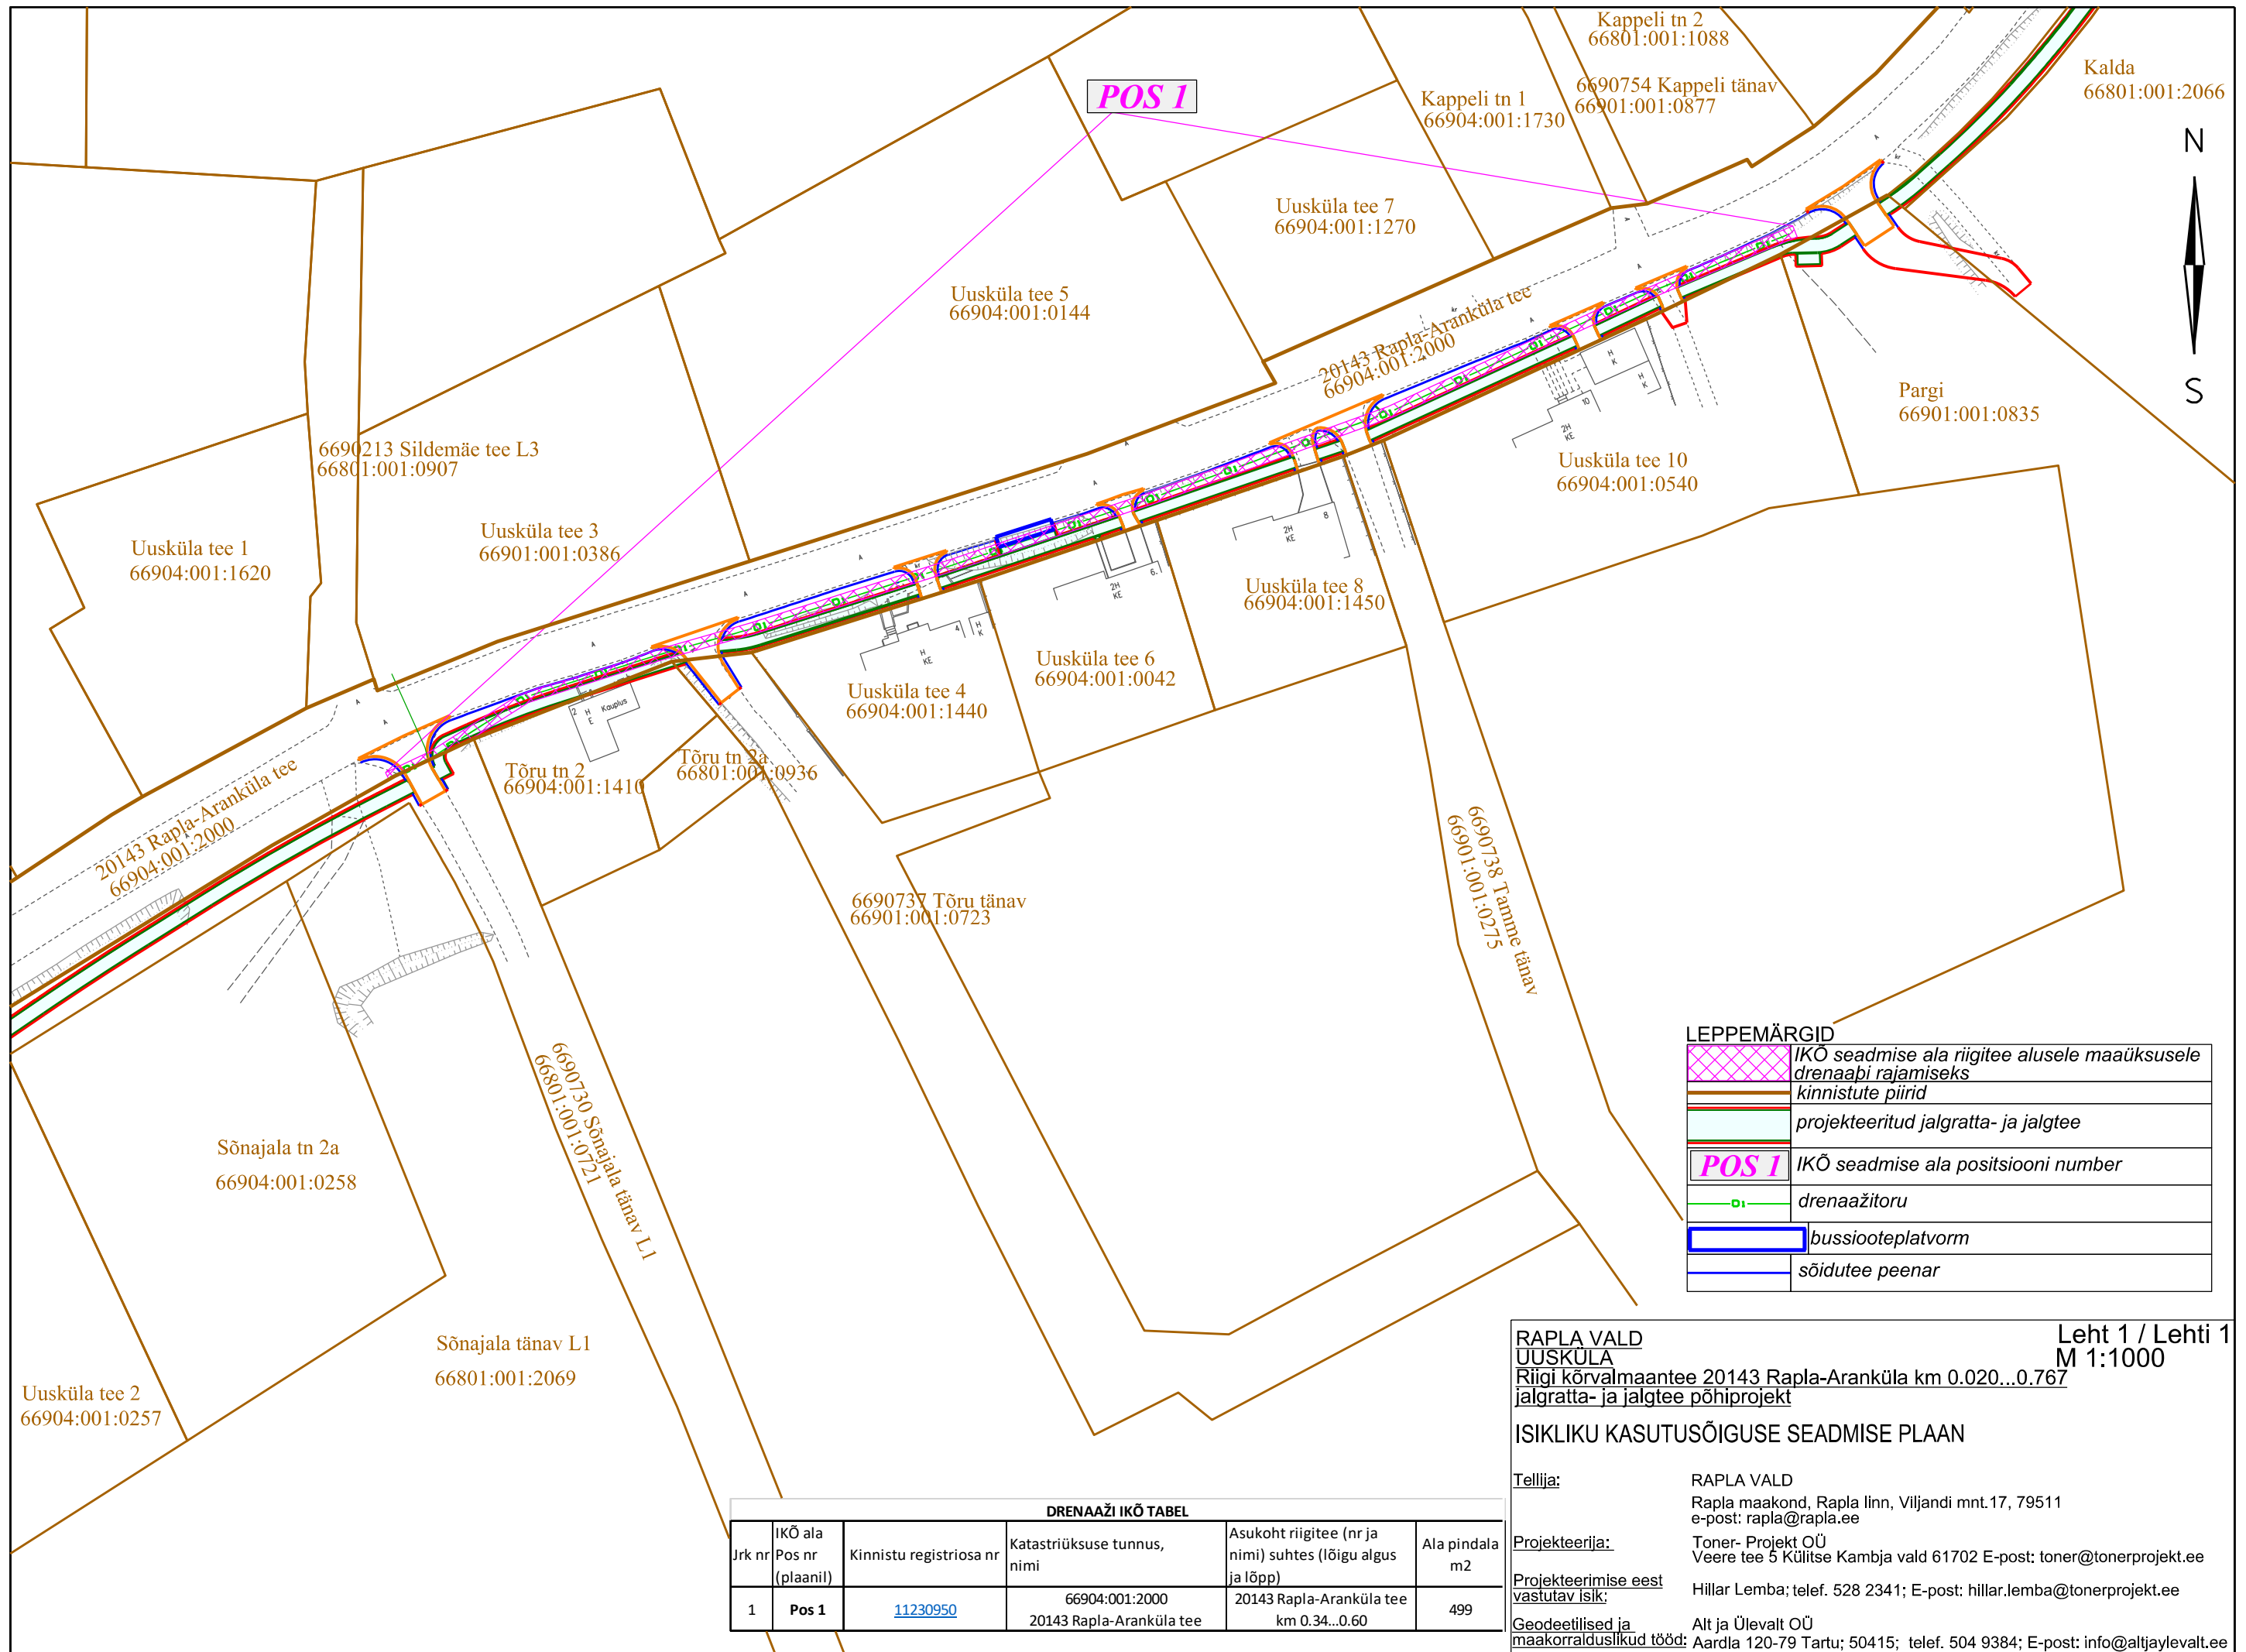 Kappeli tn 2
66801:001:1088
6690754 Kappeli tänav
66901:001:0877
Kalda
66801:001:2066
POS 1
Kappeli tn 1
66904:001:1730
N
S
Uusküla tee 7
66904:001:1270
Uusküla tee 5
66904:001:0144
20143 Rapla-Aranküla tee
66904:001:2000
Pargi
66901:001:0835
6690213 Sildemäe tee L3
66801:001:0907
Uusküla tee 10
66904:001:0540
Uusküla tee 1
66904:001:1620
Uusküla tee 3
66901:001:0386
Uusküla tee 8
66904:001:1450
Uusküla tee 6
66904:001:0042
Uusküla tee 4
66904:001:1440
2 H E Kauplus
H KE
4
H K
2H KE
6.
2H KE
8
2H KE
10
H K
H K
Tõru tn 2
66904:001:1410
Tõru tn 2a
66801:001:0936
20143 Rapla-Aranküla tee
66904:001:2000
6690737 Tõru tänav
66901:001:0723
6690738 Tamme tänav
66901:001:0275
6690730 Sõnajala tänav L1
66801:001:0721
Sõnajala tn 2a
66904:001:0258
Sõnajala tänav L1
66801:001:2069
Uusküla tee 2
66904:001:0257
LEPPEMÄRGID
IKÕ seadmise ala riigitee alusele maaüksusele
drenaaþi rajamiseks
kinnistute piirid
projekteeritud jalgratta- ja jalgtee
POS 1 IKÕ seadmise ala positsiooni number
D1 drenaažitoru
bussiooteplatvorm
sõidutee peenar
RAPLA VALD
UUSKÜLA
Leht 1 / Lehti 1
M 1:1000
Riigi kõrvalmaantee 20143 Rapla-Aranküla km 0.020...0.767
jalgratta- ja jalgtee põhiprojekt
ISIKLIKU KASUTUSÕIGUSE SEADMISE PLAAN
Tellija: RAPLA VALD
Rapla maakond, Rapla linn, Viljandi mnt.17, 79511
e-post: rapla@rapla.ee
Projekteerija: Toner- Projekt OÜ
Veere tee 5 Külitse Kambja vald 61702 E-post: toner@tonerprojekt.ee
Projekteerimise eest
vastutav isik: Hillar Lemba; telef. 528 2341; E-post: hillar.lemba@tonerprojekt.ee
Geodeetilised ja
maakorralduslikud tööd: Alt ja Ülevalt OÜ
Aardla 120-79 Tartu; 50415; telef. 504 9384; E-post: info@altjaylevalt.ee
DRENAAŽI IKÕ TABEL
Jrk nr
IKÕ ala
Pos nr
(plaanil)
Kinnistu registriosa nr
Katastriüksuse tunnus,
nimi
Asukoht riigitee (nr ja
nimi) suhtes (lõigu algus
ja lõpp)
Ala pindala
m2
1
Pos 1
11230950
66904:001:2000
20143 Rapla-Aranküla tee
20143 Rapla-Aranküla tee
km 0.34...0.60
499